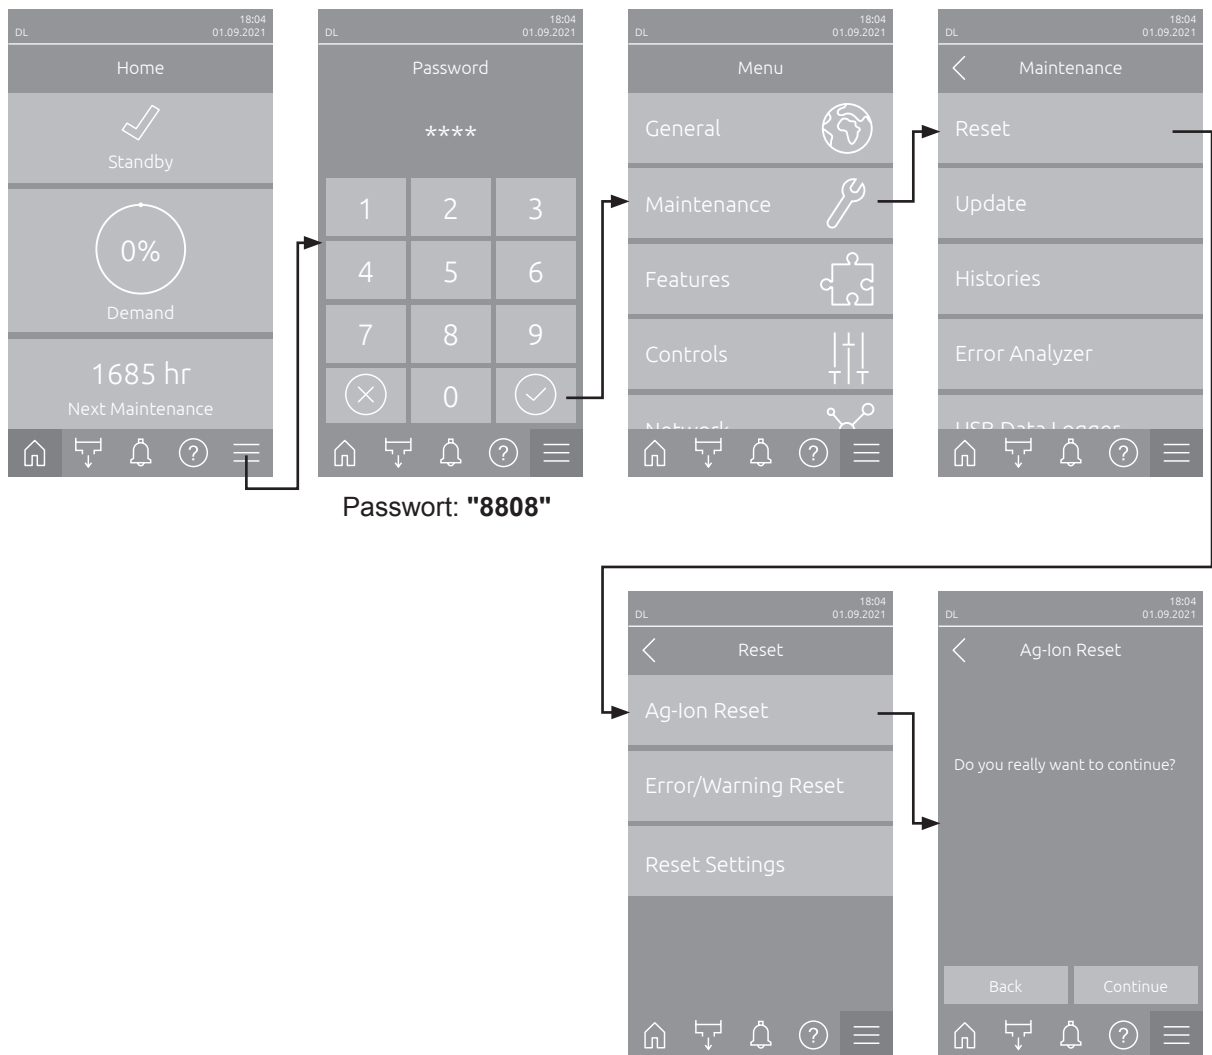 18:04
DL 01.09.2021
Home
Standby
0%
Demand
1685 hr
Next Maintenance
?
18:04
DL 01.09.2021
Password
****
1 2 3
4 5 6
7 8 9
0
?
Passwort: "8808"
18:04
DL 01.09.2021
Menu
General
Maintenance
Features
Controls
Network
?
18:04
DL 01.09.2021
Maintenance
Reset
Update
Histories
Error Analyzer
USB Data Logger
?
18:04
DL 01.09.2021
Reset
Ag-Ion Reset
Error/Warning Reset
Reset Settings
?
18:04
DL 01.09.2021
Ag-Ion Reset
Do you really want to continue?
Back Continue
?